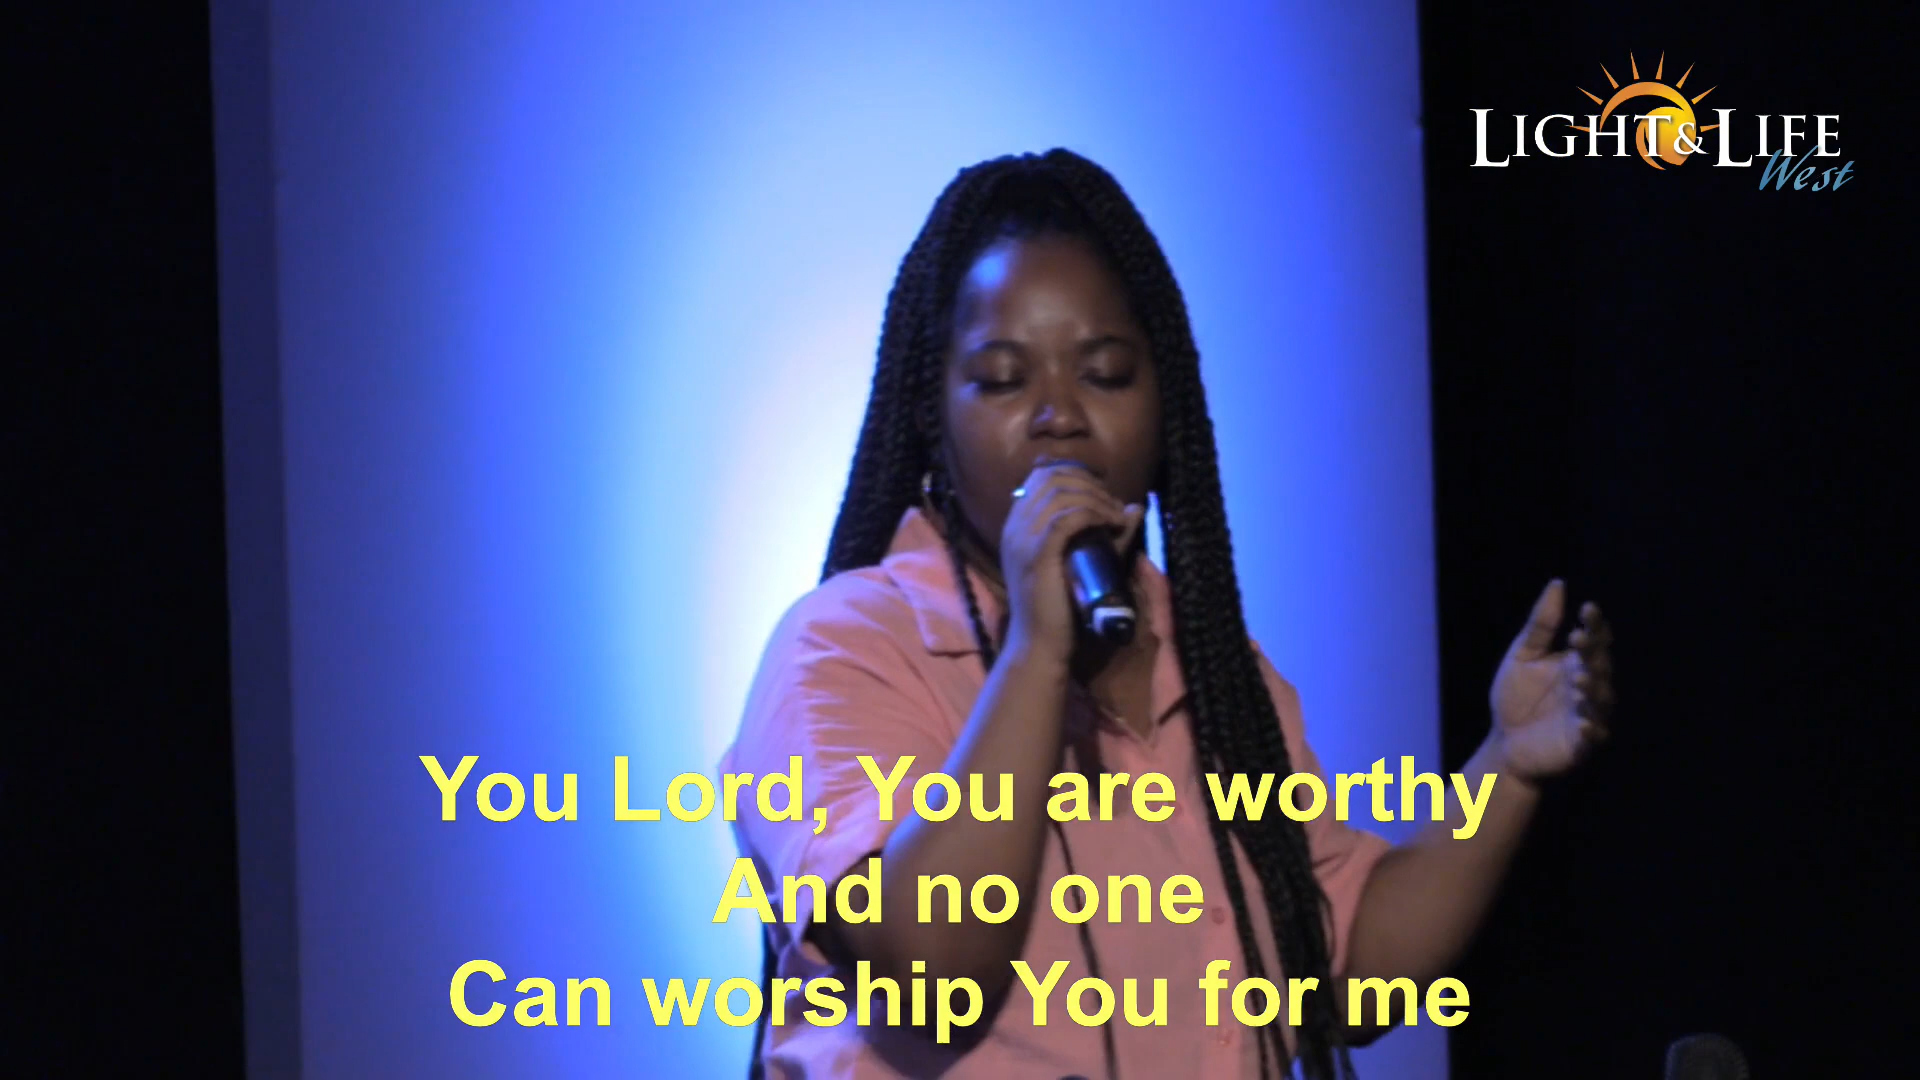 LIGHT & LIFE
West
You Lord, You are worthy
And no one
Can worship You for me